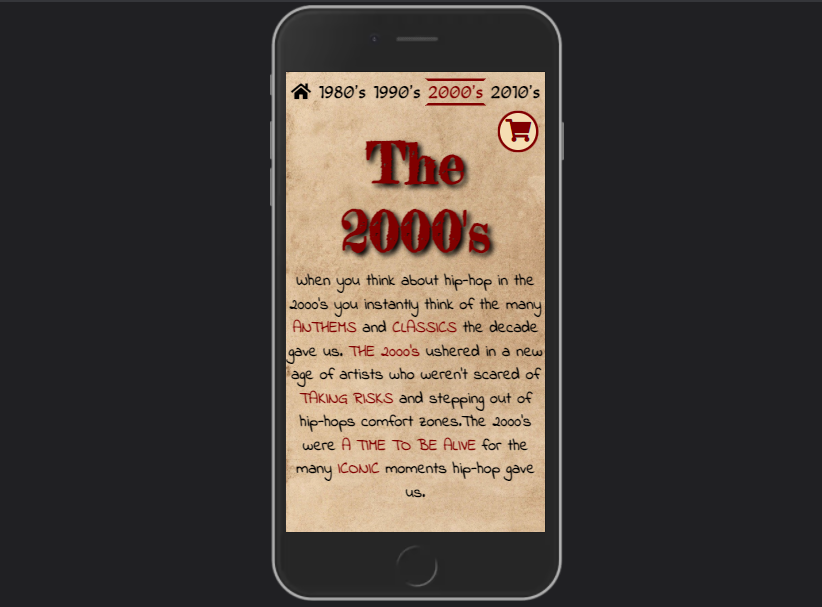 1980's 1990's 2000's 2010's
The
2000's
When you think about hip-hop in the
2000's you instantly think of the many
ANTHEMS and CLASSICS the decade
gave us. THE 2000's ushered in a new
age of artists who weren't scared of
TAKING RISKS and stepping out of
hip-hops comfort zones.The 2000's
were A TIME TO BE ALIVE for the
many ICONIC moments hip-hop gave
us.